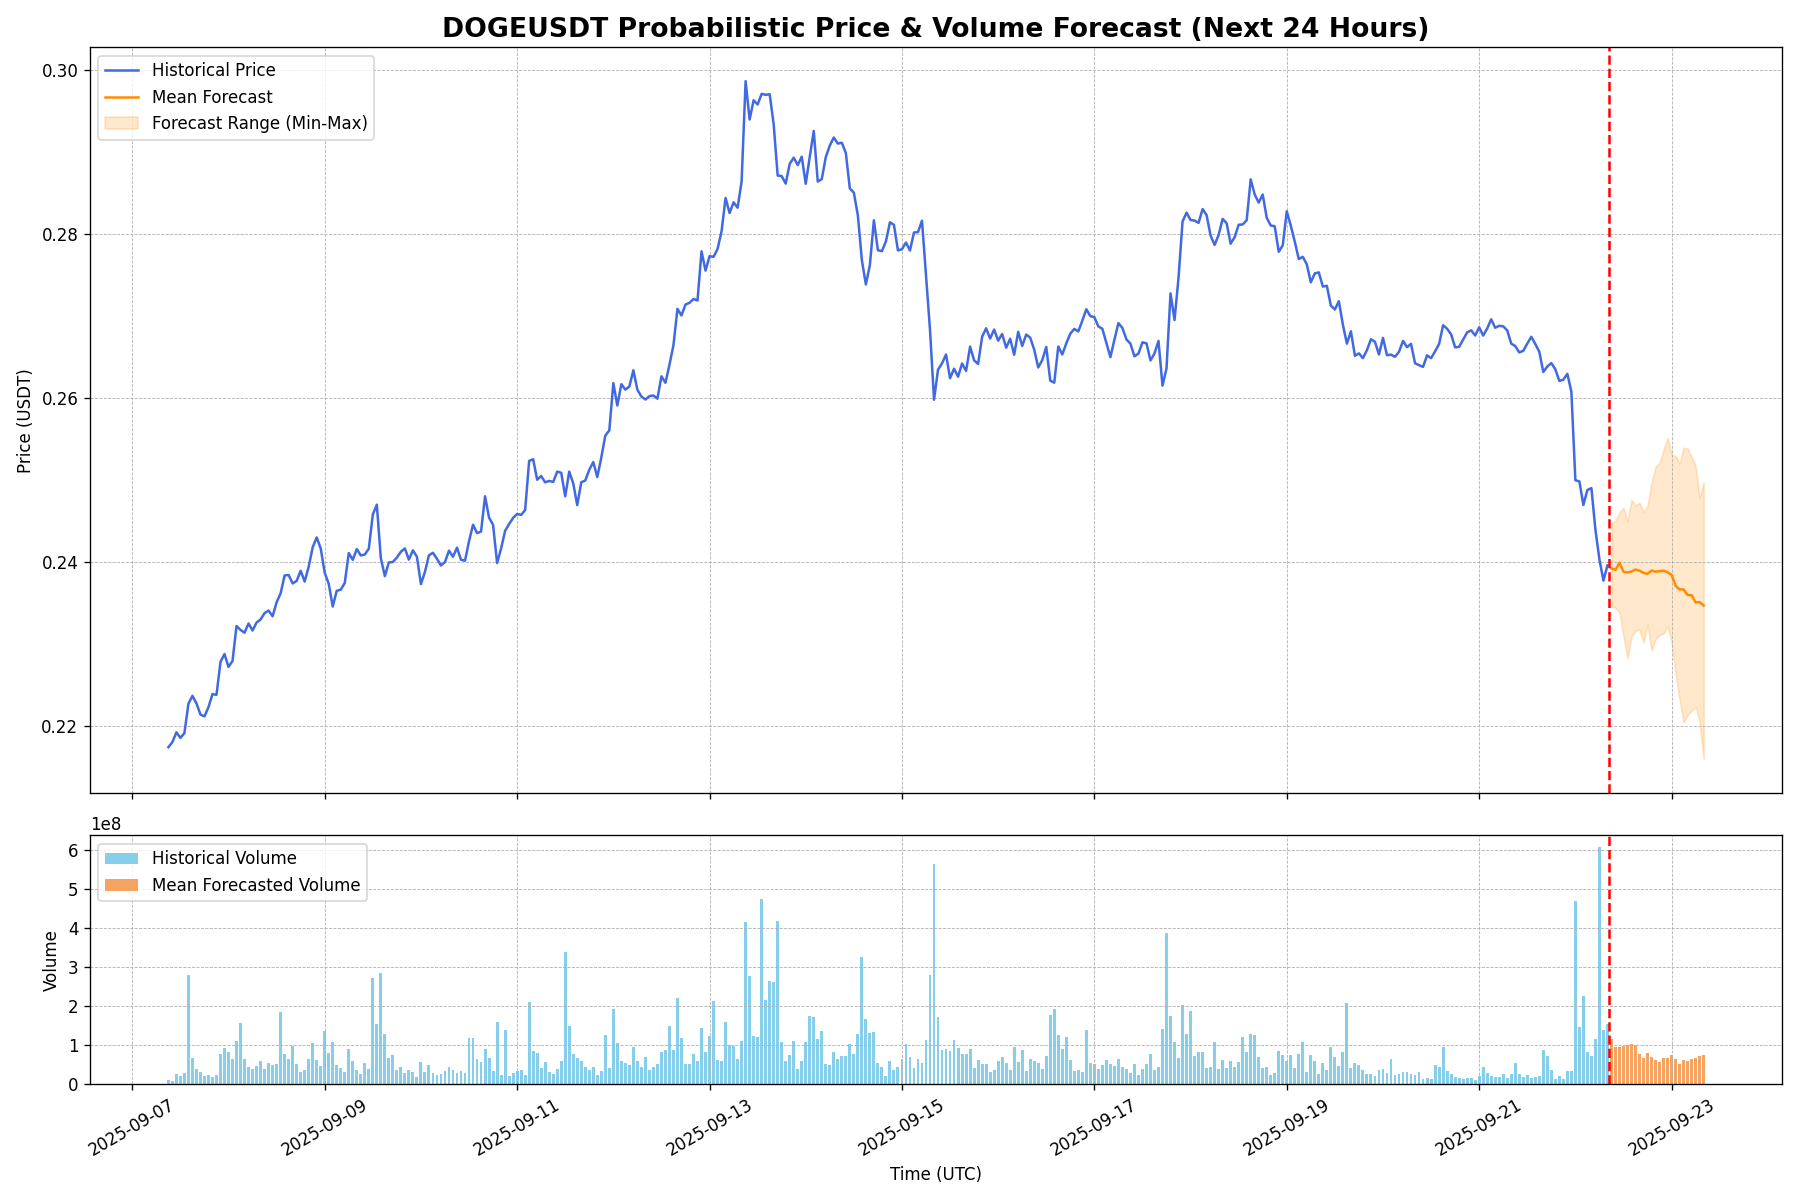 DOGEUSDT Probabilistic Price & Volume Forecast (Next 24 Hours)
Historical Price
Mean Forecast
Forecast Range (Min-Max)
Price (USDT)
0.30
0.28
0.26
0.24
0.22
1e8
Historical Volume
Mean Forecasted Volume
Volume
6
5
4
3
2
1
0
2025-09-07
2025-09-09
2025-09-11
2025-09-13
2025-09-15
2025-09-17
2025-09-19
2025-09-21
2025-09-23
Time (UTC)